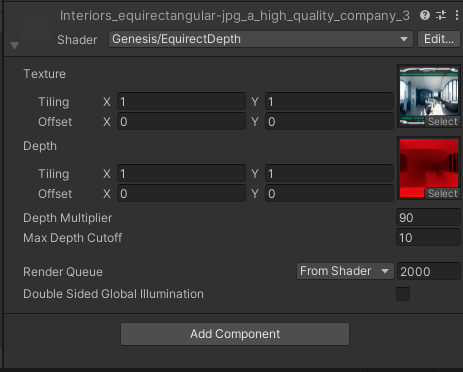 Interiors_equirectangular-jpg_a_high_quality_company_3
Shader Genesis/EquirectDepth Edit...
Texture
Tiling X 1 Y 1
Offset X 0 Y 0
Select
Depth
Tiling X 1 Y 1
Offset X 0 Y 0
Select
Depth Multiplier 90
Max Depth Cutoff 10
Render Queue From Shader 2000
Double Sided Global Illumination
Add Component